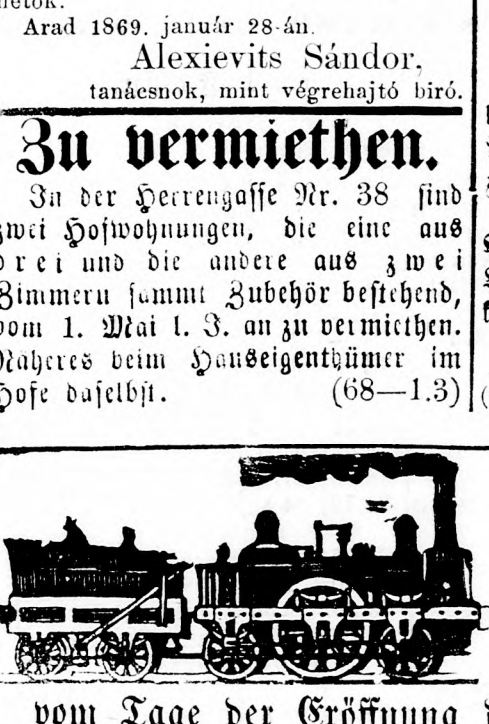 Arad 1869. január 28-án.
Alexievits Sándor,
tanácsnok, mint végrehajtó biró.
Zu vermiethen.
In der Herrengasse Nr. 38 sind
zwei Hofwohnungen, die eine aus
drei und die andere aus zwei
Zimmern sammt Zubehör bestehend,
vom 1. Mai l. J. an zu vermiethen.
Näheres beim Hauseigenthümer im
Hofe daselbst. (68—1.3)
vom Tage der Eröffnung